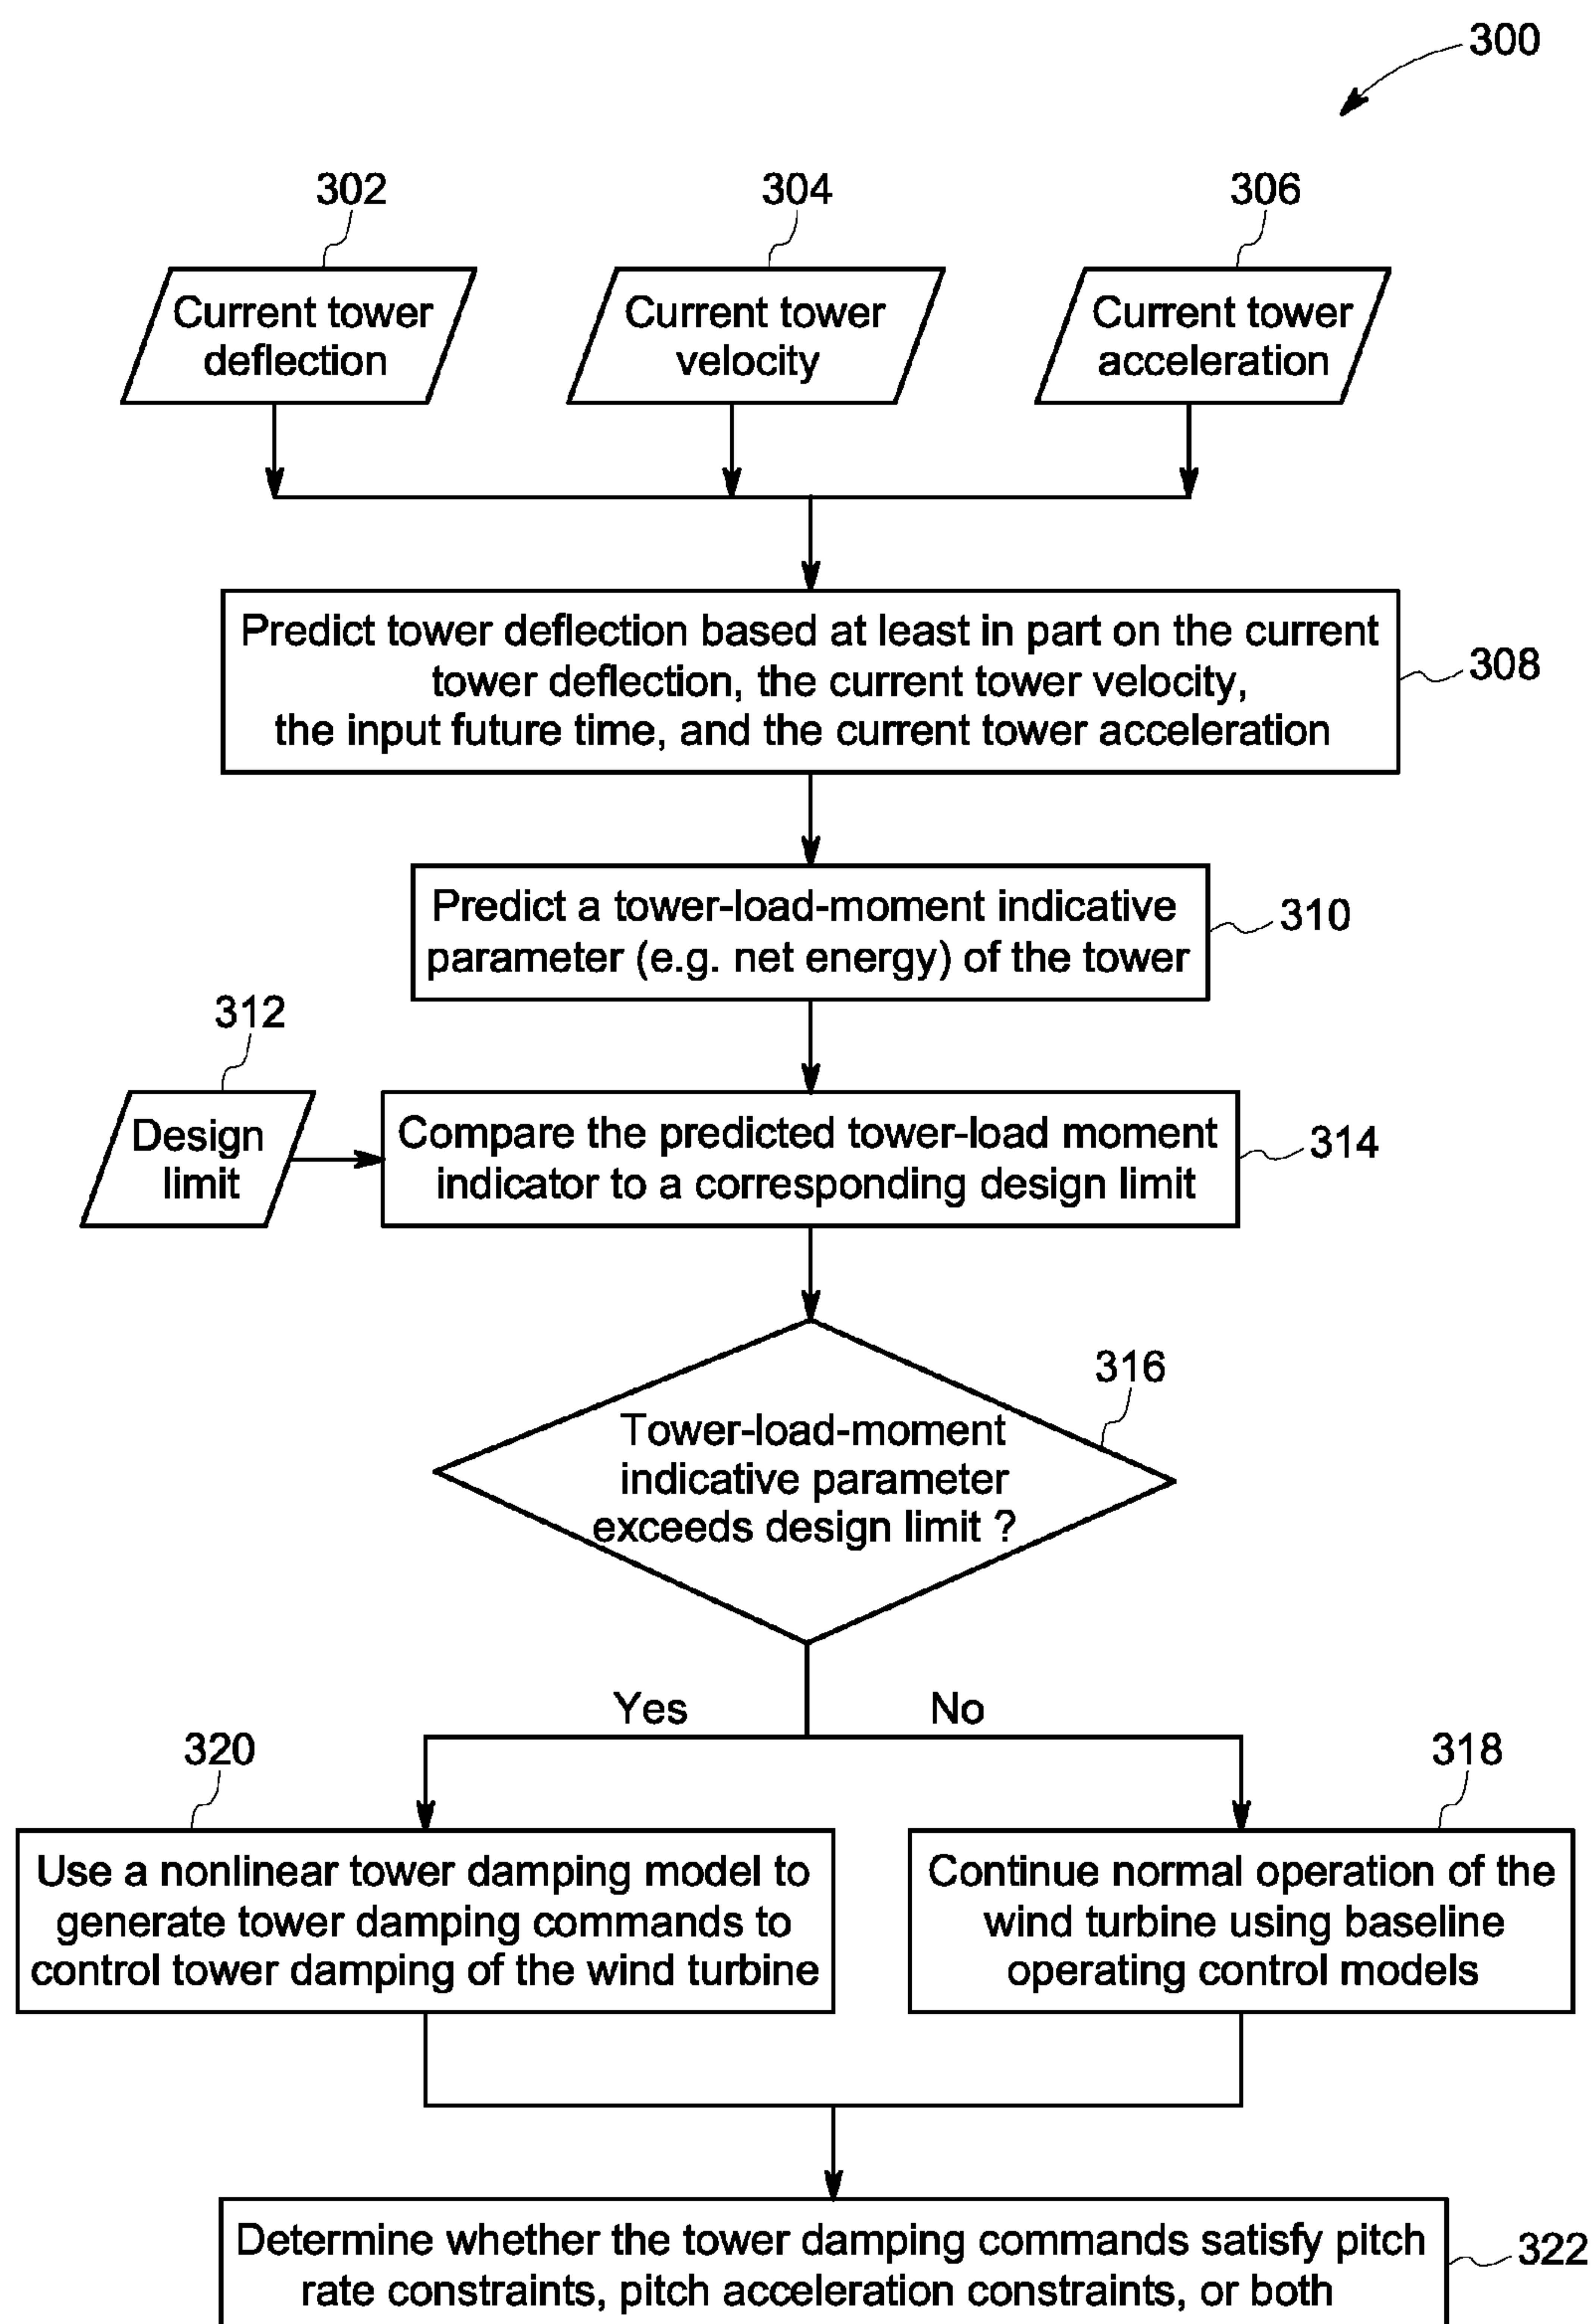 300
302
304
306
Current tower
deflection
Current tower
velocity
Current tower
acceleration
Predict tower deflection based at least in part on the current
tower deflection, the current tower velocity,
the input future time, and the current tower acceleration
308
Predict a tower-load-moment indicative
parameter (e.g. net energy) of the tower
310
312
Design
limit
Compare the predicted tower-load moment
indicator to a corresponding design limit
314
316
Tower-load-moment
indicative parameter
exceeds design limit ?
Yes
No
320
318
Use a nonlinear tower damping model to
generate tower damping commands to
control tower damping of the wind turbine
Continue normal operation of the
wind turbine using baseline
operating control models
Determine whether the tower damping commands satisfy pitch
rate constraints, pitch acceleration constraints, or both
322